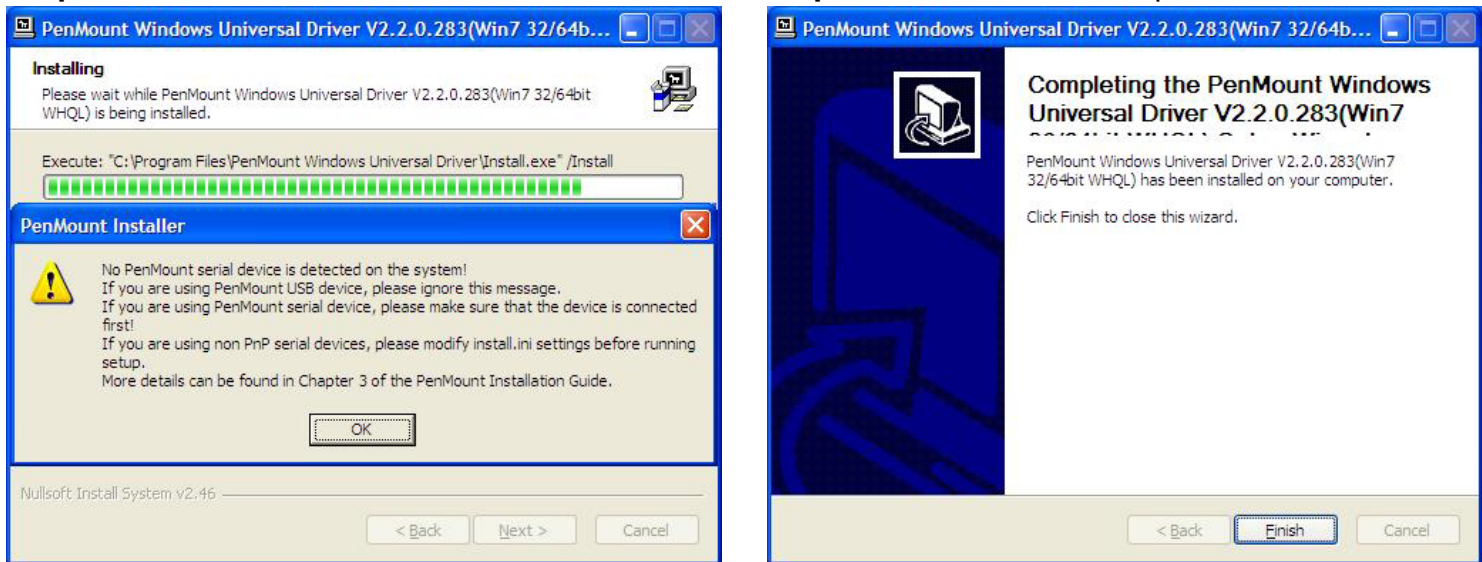 PenMount Windows Universal Driver V2.2.0.283(Win7 32/64b...
Installing
Please wait while PenMount Windows Universal Driver V2.2.0.283(Win7 32/64bit
WHQL) is being installed.
Execute: "C:\Program Files\PenMount Windows Universal Driver\Install.exe" /Install
PenMount Installer
No PenMount serial device is detected on the system!
If you are using PenMount USB device, please ignore this message.
If you are using PenMount serial device, please make sure that the device is connected
first!
If you are using non PnP serial devices, please modify install.ini settings before running
setup.
More details can be found in Chapter 3 of the PenMount Installation Guide.
OK
Nullsoft Install System v2.46
< Back Next > Cancel
PenMount Windows Universal Driver V2.2.0.283(Win7 32/64b...
Completing the PenMount Windows
Universal Driver V2.2.0.283(Win7
PenMount Windows Universal Driver V2.2.0.283(Win7
32/64bit WHQL) has been installed on your computer.
Click Finish to close this wizard.
< Back Finish Cancel